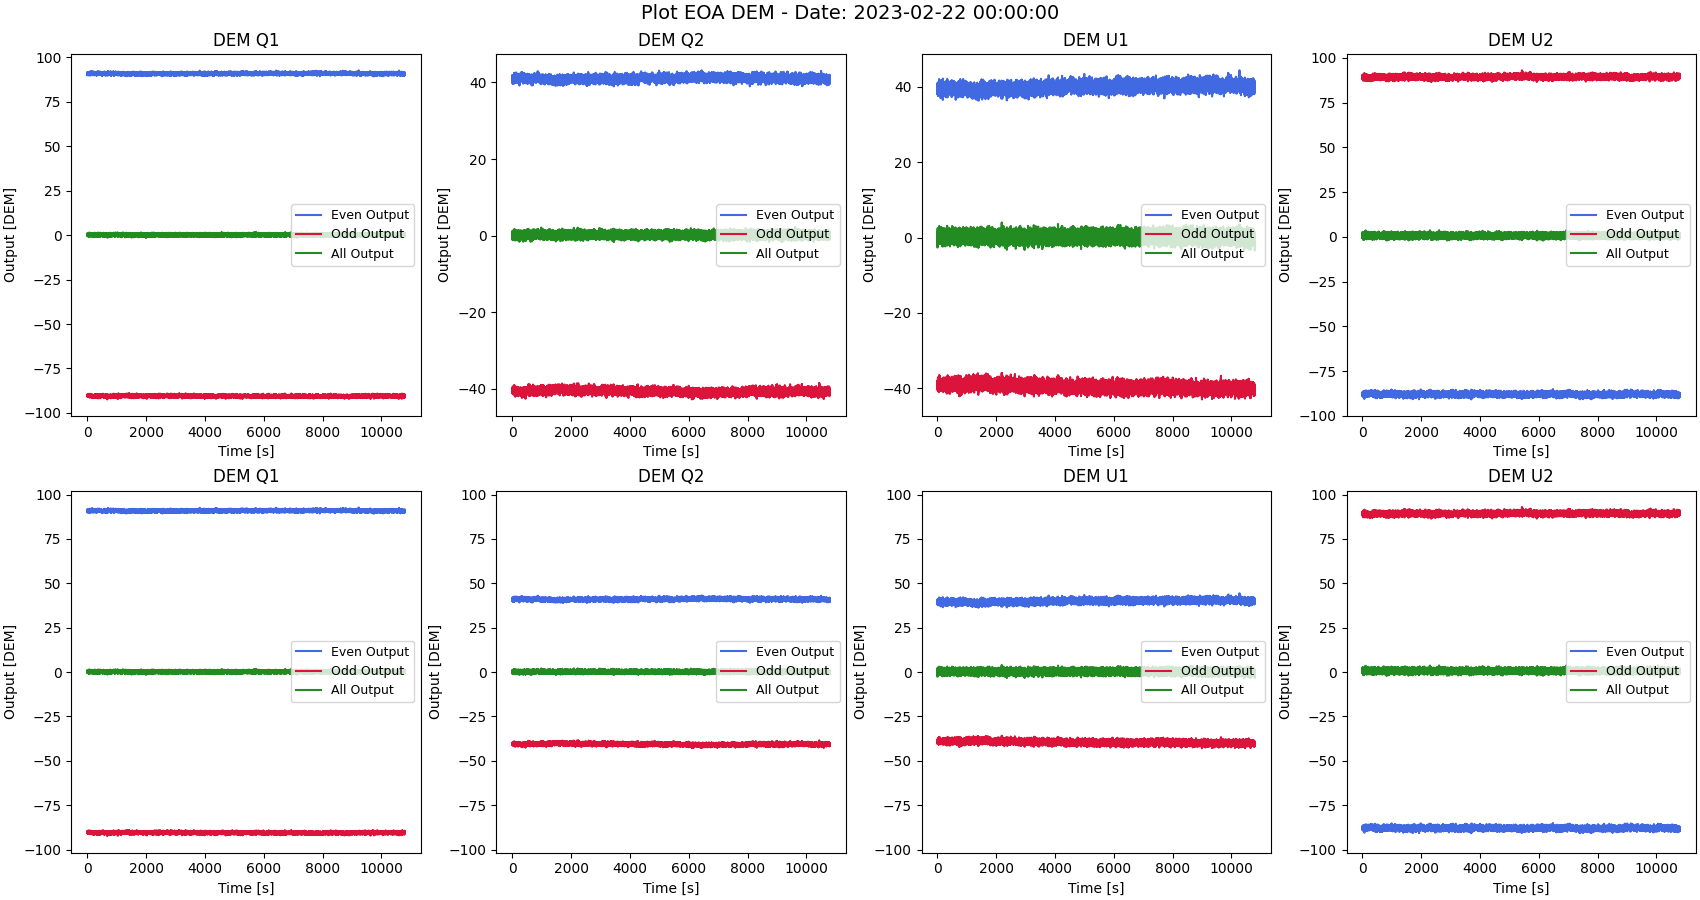 Plot EOA DEM - Date: 2023-02-22 00:00:00
DEM Q1
Output [DEM]
100
75
50
25
0
−25
−50
−75
−100
Even Output
Odd Output
All Output
0 2000 4000 6000 8000 10000
Time [s]
DEM Q2
Output [DEM]
40
20
0
−20
−40
Even Output
Odd Output
All Output
0 2000 4000 6000 8000 10000
Time [s]
DEM U1
Output [DEM]
40
20
0
−20
−40
Even Output
Odd Output
All Output
0 2000 4000 6000 8000 10000
Time [s]
DEM U2
Output [DEM]
100
75
50
25
0
−25
−50
−75
−100
Even Output
Odd Output
All Output
0 2000 4000 6000 8000 10000
Time [s]
DEM Q1
Output [DEM]
100
75
50
25
0
−25
−50
−75
−100
Even Output
Odd Output
All Output
0 2000 4000 6000 8000 10000
Time [s]
DEM Q2
Output [DEM]
100
75
50
25
0
−25
−50
−75
−100
Even Output
Odd Output
All Output
0 2000 4000 6000 8000 10000
Time [s]
DEM U1
Output [DEM]
100
75
50
25
0
−25
−50
−75
−100
Even Output
Odd Output
All Output
0 2000 4000 6000 8000 10000
Time [s]
DEM U2
Output [DEM]
100
75
50
25
0
−25
−50
−75
−100
Even Output
Odd Output
All Output
0 2000 4000 6000 8000 10000
Time [s]